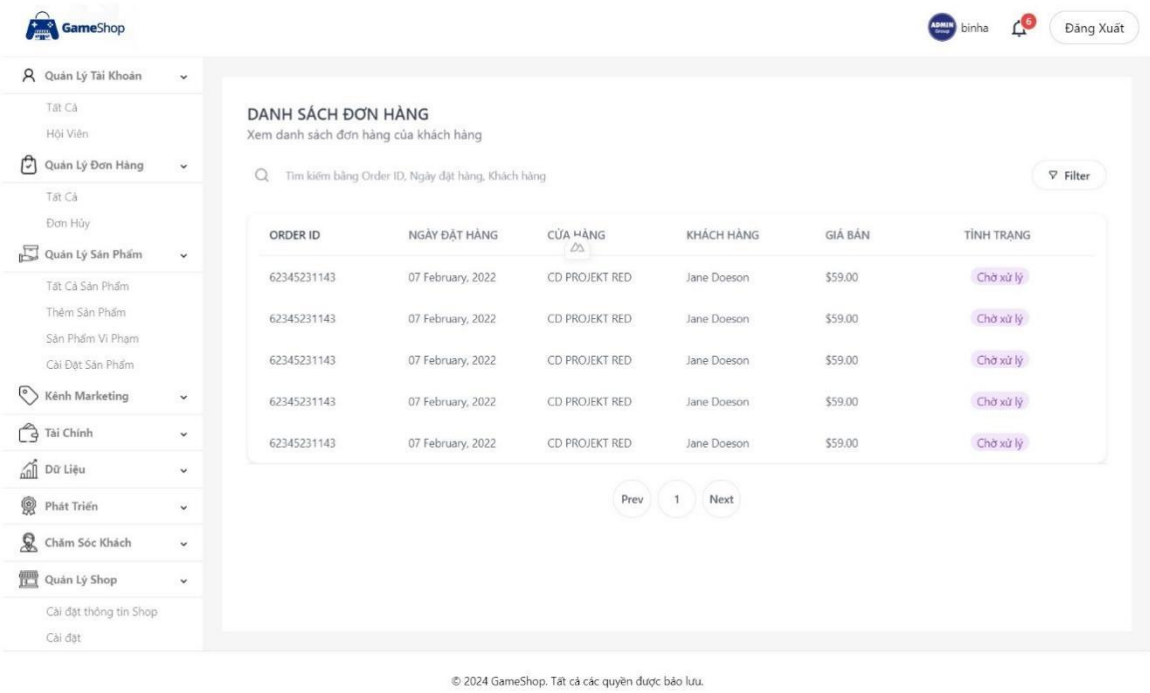 GameShop
ADMIN Group binha 6 Đăng Xuất
Quản Lý Tài Khoản
Tất Cả
Hội Viên
Quản Lý Đơn Hàng
Tất Cả
Đơn Hủy
Quản Lý Sản Phẩm
Tất Cả Sản Phẩm
Thêm Sản Phẩm
Sản Phẩm Vi Phạm
Cài Đặt Sản Phẩm
Kênh Marketing
Tài Chính
Dữ Liệu
Phát Triển
Chăm Sóc Khách
Quản Lý Shop
Cài đặt thông tin Shop
Cài đặt
DANH SÁCH ĐƠN HÀNG
Xem danh sách đơn hàng của khách hàng
Tìm kiếm bằng Order ID, Ngày đặt hàng, Khách hàng Filter
ORDER ID NGÀY ĐẶT HÀNG CỬA HÀNG KHÁCH HÀNG GIÁ BÁN TÌNH TRẠNG
62345231143 07 February, 2022 CD PROJEKT RED Jane Doeson $59.00 Chờ xử lý
62345231143 07 February, 2022 CD PROJEKT RED Jane Doeson $59.00 Chờ xử lý
62345231143 07 February, 2022 CD PROJEKT RED Jane Doeson $59.00 Chờ xử lý
62345231143 07 February, 2022 CD PROJEKT RED Jane Doeson $59.00 Chờ xử lý
62345231143 07 February, 2022 CD PROJEKT RED Jane Doeson $59.00 Chờ xử lý
Prev 1 Next
© 2024 GameShop. Tất cả các quyền được bảo lưu.